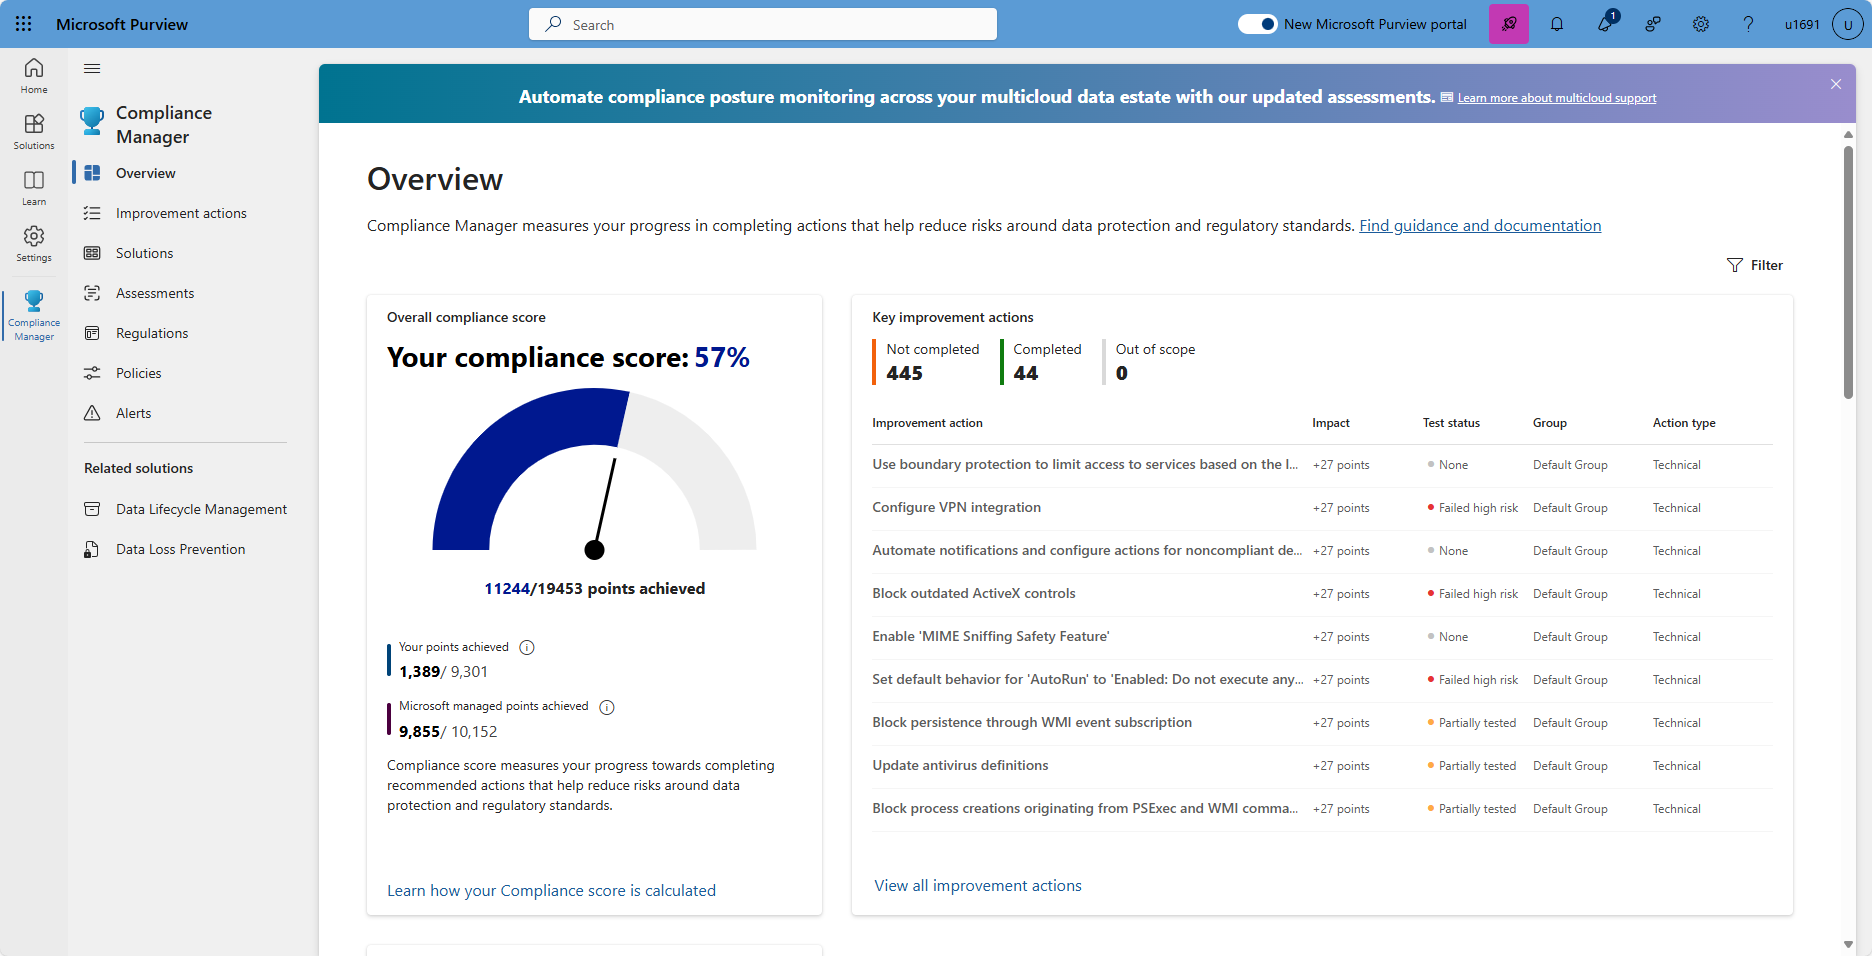 Microsoft Purview
Search
New Microsoft Purview portal
1
?
u1691
U
Home
Solutions
Learn
Settings
Compliance
Manager
Compliance
Manager
Overview
Improvement actions
Solutions
Assessments
Regulations
Policies
Alerts
Related solutions
Data Lifecycle Management
Data Loss Prevention
Automate compliance posture monitoring across your multicloud data estate with our updated assessments. Learn more about multicloud support
Overview
Compliance Manager measures your progress in completing actions that help reduce risks around data protection and regulatory standards. Find guidance and documentation
Filter
Overall compliance score
Your compliance score: 57%
11244/19453 points achieved
Your points achieved
1,389/ 9,301
Microsoft managed points achieved
9,855/ 10,152
Compliance score measures your progress towards completing
recommended actions that help reduce risks around data
protection and regulatory standards.
Learn how your Compliance score is calculated
Key improvement actions
Not completed Completed Out of scope
445 44 0
Improvement action Impact Test status Group Action type
Use boundary protection to limit access to services based on the l... +27 points None Default Group Technical
Configure VPN integration +27 points Failed high risk Default Group Technical
Automate notifications and configure actions for noncompliant de... +27 points None Default Group Technical
Block outdated ActiveX controls +27 points Failed high risk Default Group Technical
Enable 'MIME Sniffing Safety Feature' +27 points None Default Group Technical
Set default behavior for 'AutoRun' to 'Enabled: Do not execute any... +27 points Failed high risk Default Group Technical
Block persistence through WMI event subscription +27 points Partially tested Default Group Technical
Update antivirus definitions +27 points Partially tested Default Group Technical
Block process creations originating from PSExec and WMI comma... +27 points Partially tested Default Group Technical
View all improvement actions